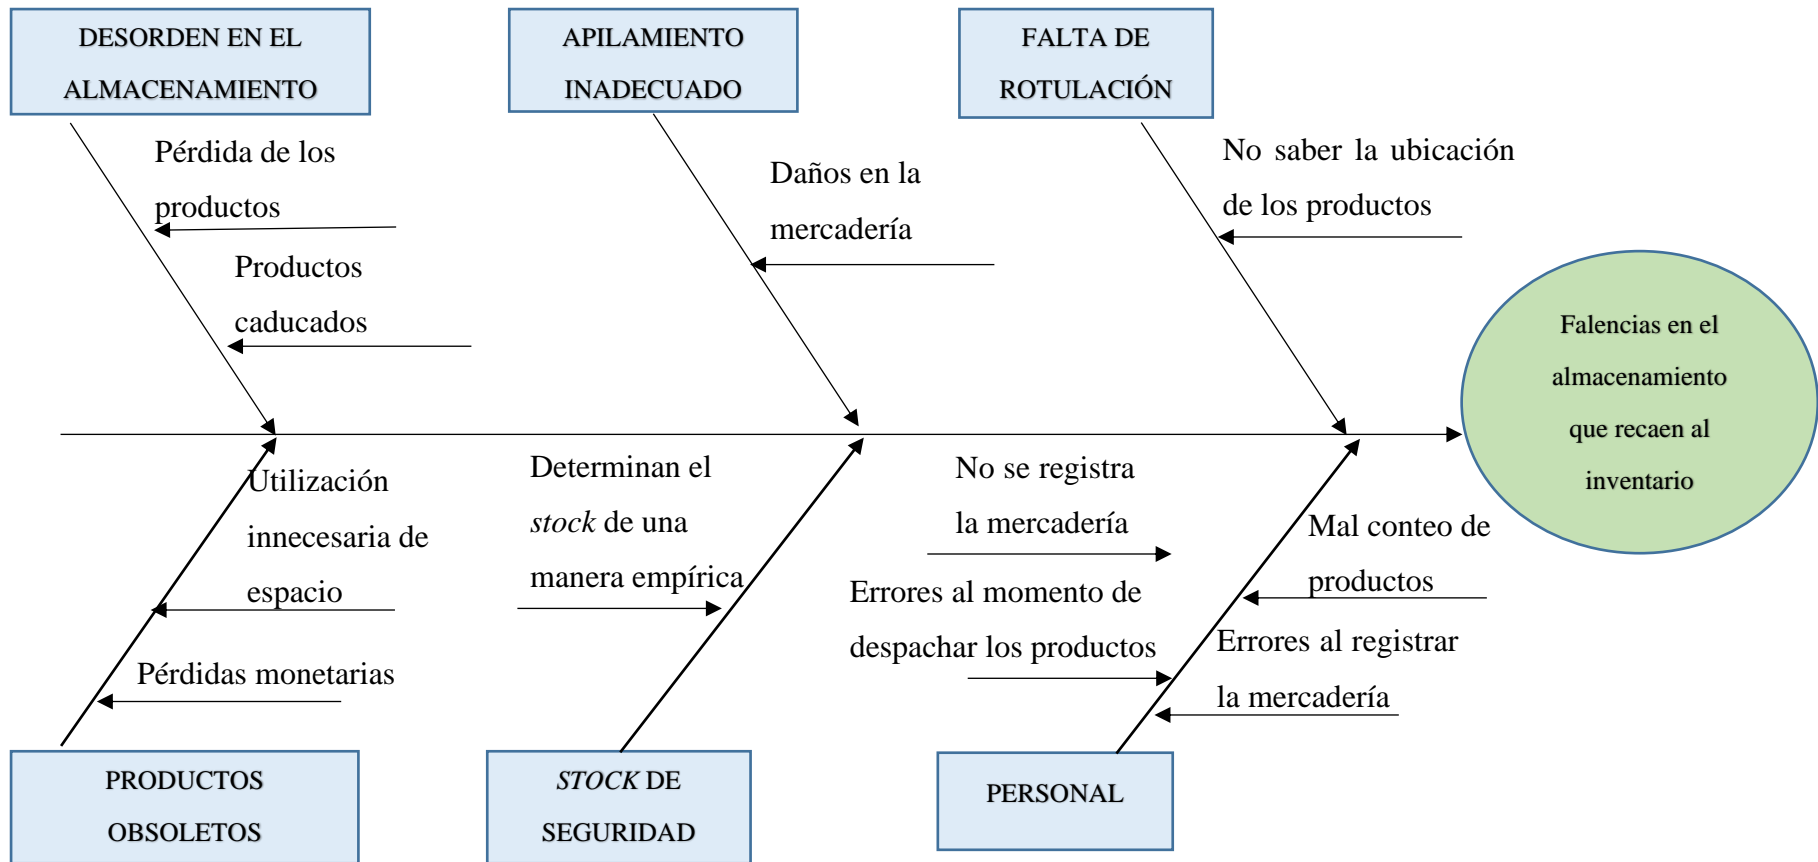 DESORDEN EN EL
ALMACENAMIENTO
APILAMIENTO
INADECUADO
FALTA DE
ROTULACIÓN
Pérdida de los
productos
Productos
caducados
Daños en la
mercadería
No saber la ubicación
de los productos
Falencias en el
almacenamiento
que recaen al
inventario
Utilización
innecesaria de
espacio
Pérdidas monetarias
Determinan el
stock de una
manera empírica
No se registra
la mercadería
Errores al momento de
despachar los productos
Mal conteo de
productos
Errores al registrar
la mercadería
PRODUCTOS
OBSOLETOS
STOCK DE
SEGURIDAD
PERSONAL